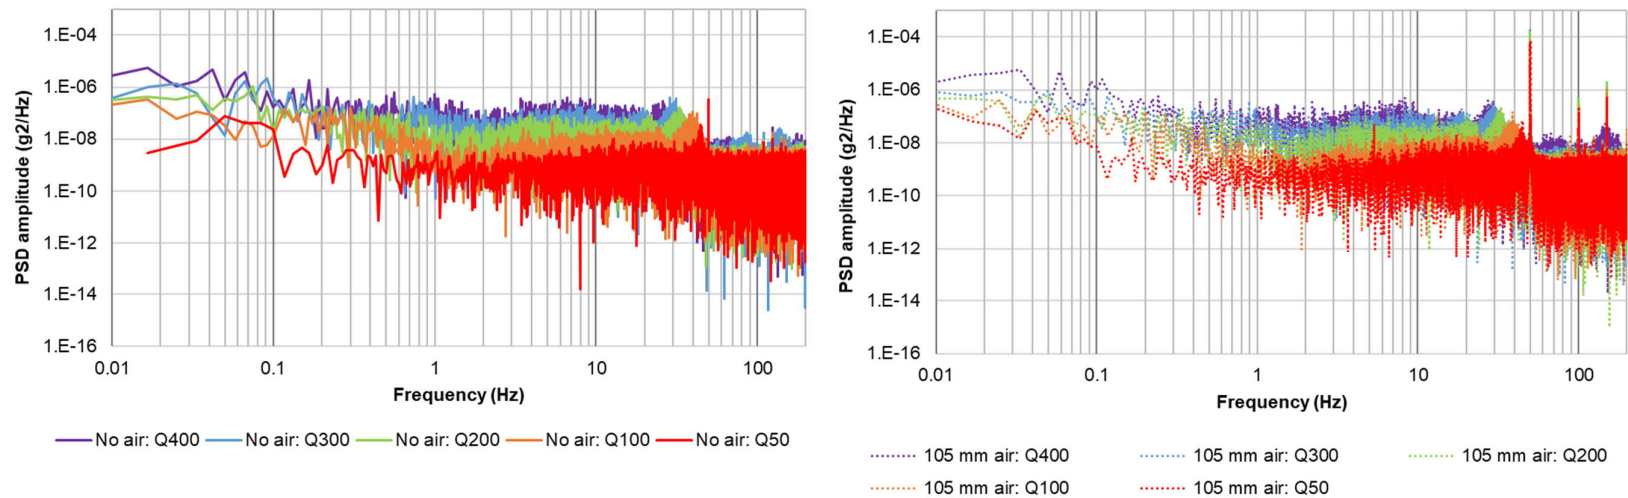 1.E-04
1.E-06
1.E-08
1.E-10
1.E-12
1.E-14
1.E-16
PSD amplitude (g2/Hz)
0.01 0.1 1 10 100
Frequency (Hz)
No air: Q400 No air: Q300 No air: Q200 No air: Q100 No air: Q50
1.E-04
1.E-06
1.E-08
1.E-10
1.E-12
1.E-14
1.E-16
PSD amplitude (g2/Hz)
0.01 0.1 1 10 100
Frequency (Hz)
105 mm air: Q400 105 mm air: Q300 105 mm air: Q200
105 mm air: Q100 105 mm air: Q50